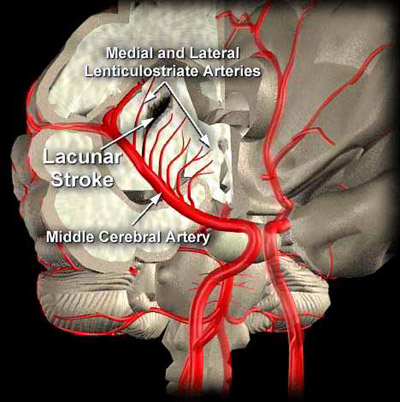 Medial and Lateral
Lenticulostriate Arteries
Lacunar
Stroke
Middle Cerebral Artery